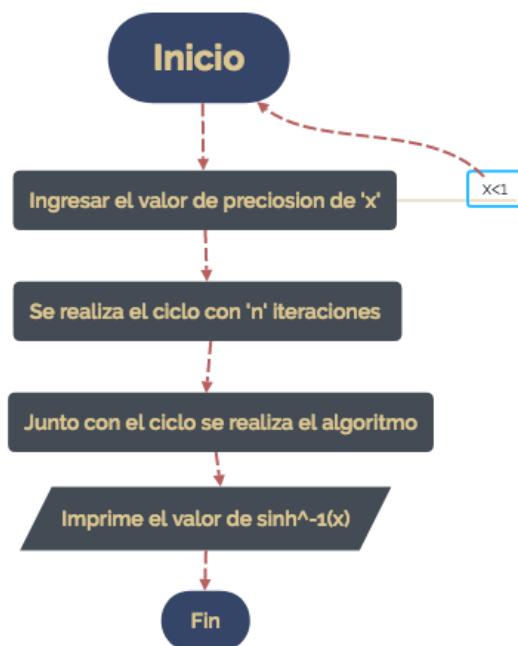 Inicio
Ingresar el valor de preciosion de 'x'
X<1
Se realiza el ciclo con 'n' iteraciones
Junto con el ciclo se realiza el algoritmo
Imprime el valor de sinh^-1(x)
Fin